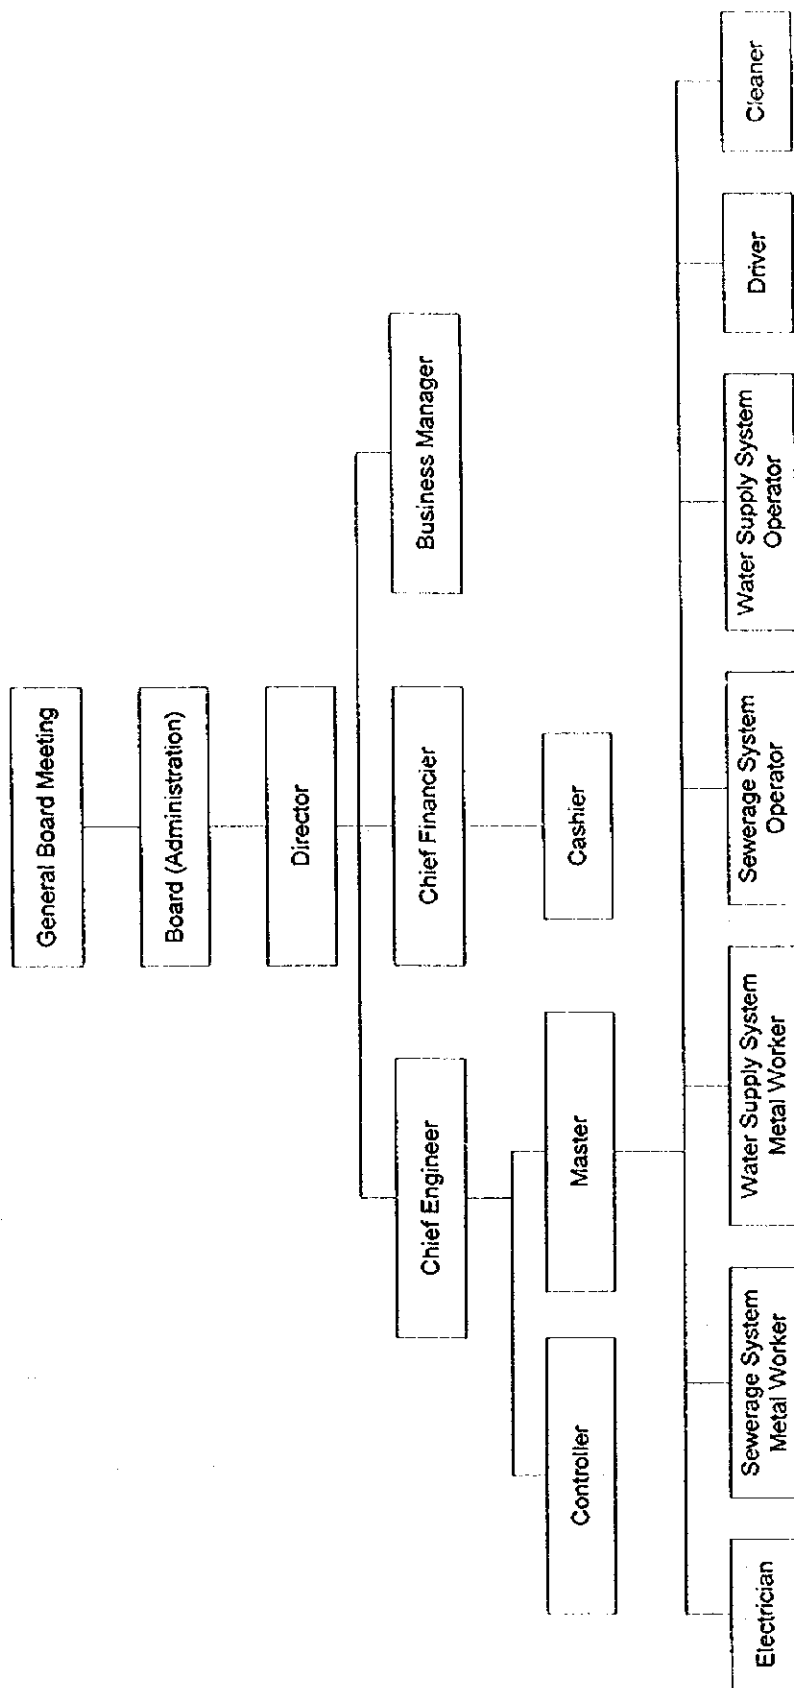 General Board Meeting
Board (Administration)
Director
Chief Engineer
Chief Financier
Business Manager
Controller
Master
Cashier
Electrician
Sewerage System
Metal Worker
Water Supply System
Metal Worker
Sewerage System
Operator
Water Supply System
Operator
Driver
Cleaner